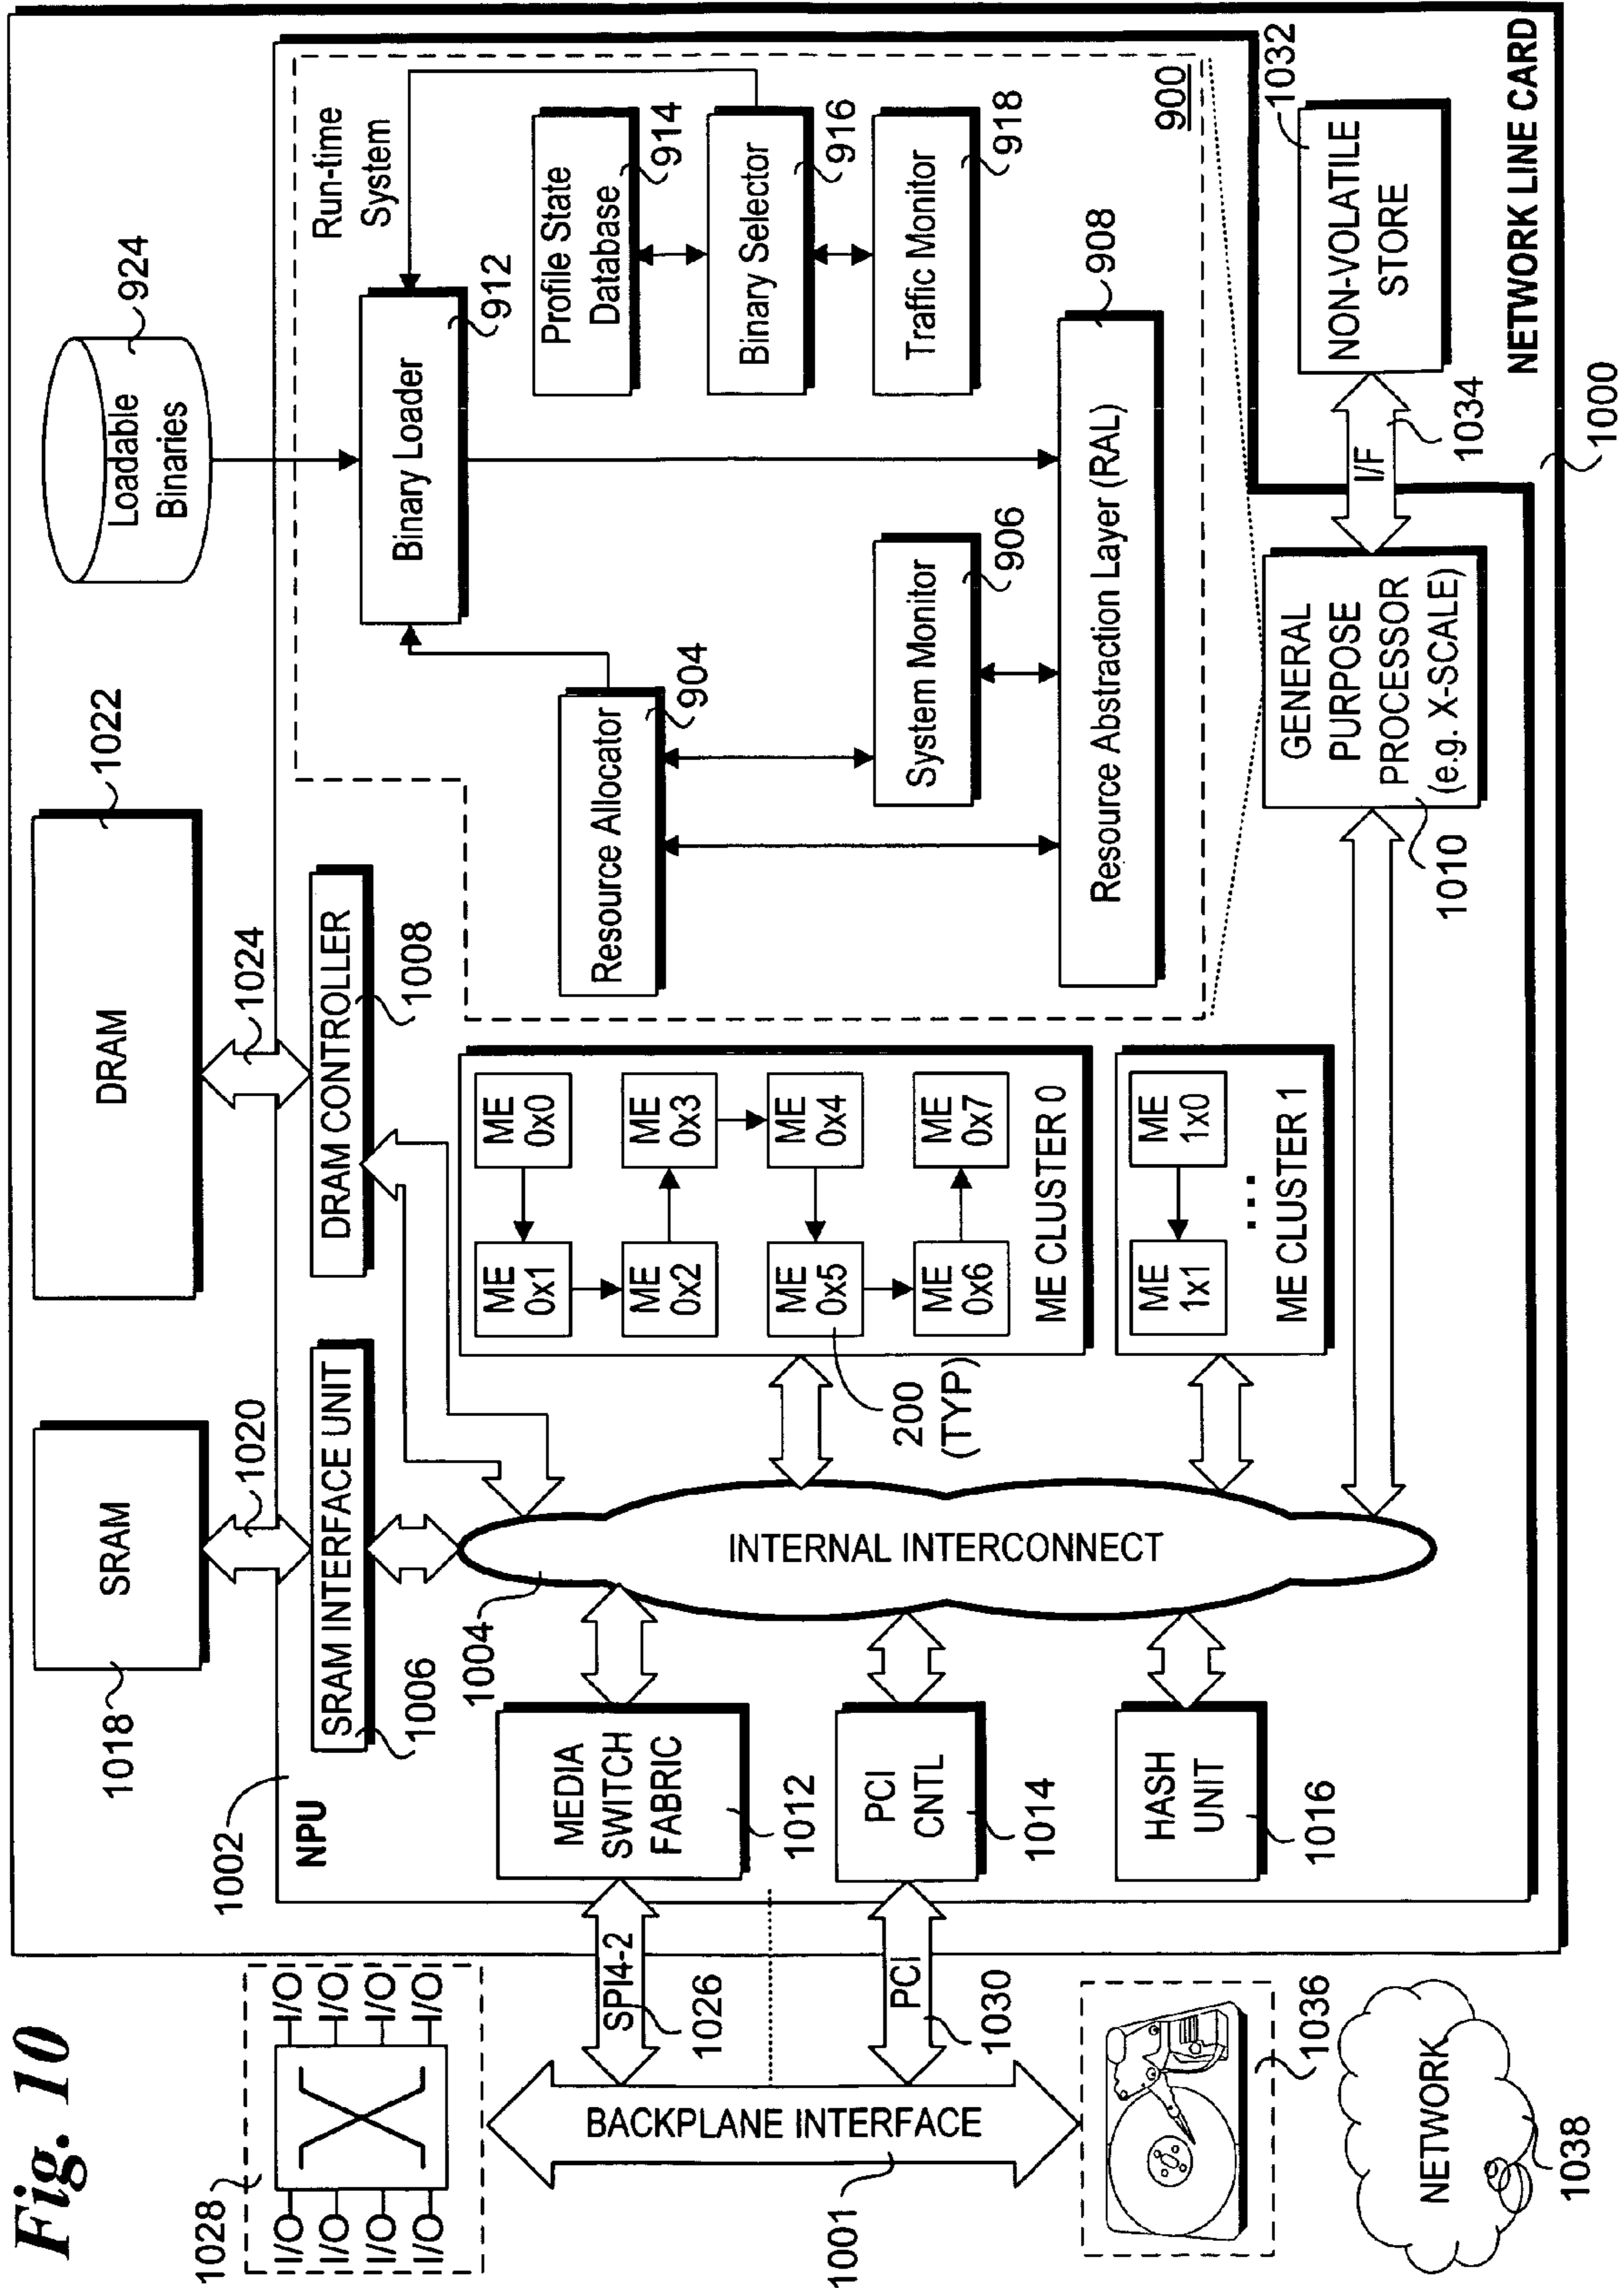 Fig. 10
1028
I/O
I/O
I/O
I/O
I/O
I/O
I/O
I/O
BACKPLANE INTERFACE
1001
SPI4-2
1026
PCI
1030
1036
NETWORK
1038
1002
NPU
1018
SRAM
1020
SRAM INTERFACE UNIT
1006
DRAM
1022
1024
DRAM CONTROLLER
1008
Loadable
Binaries
924
1004
INTERNAL INTERCONNECT
MEDIA
SWITCH
FABRIC
1012
PCI
CNTL
1014
HASH
UNIT
1016
ME
0x0
ME
0x1
ME
0x2
ME
0x3
ME
0x4
ME
0x5
ME
0x6
ME
0x7
ME CLUSTER 0
200
(TYP)
ME
1x0
ME
1x1
...
ME CLUSTER 1
Run-time
System
Binary Loader
912
Profile State
Database
914
Binary Selector
916
Traffic Monitor
918
Resource Allocator
904
System Monitor
906
Resource Abstraction Layer (RAL)
908
900
GENERAL
PURPOSE
PROCESSOR
(e.g. X-SCALE)
1010
I/F
1034
NON-VOLATILE
STORE
1032
NETWORK LINE CARD
1000